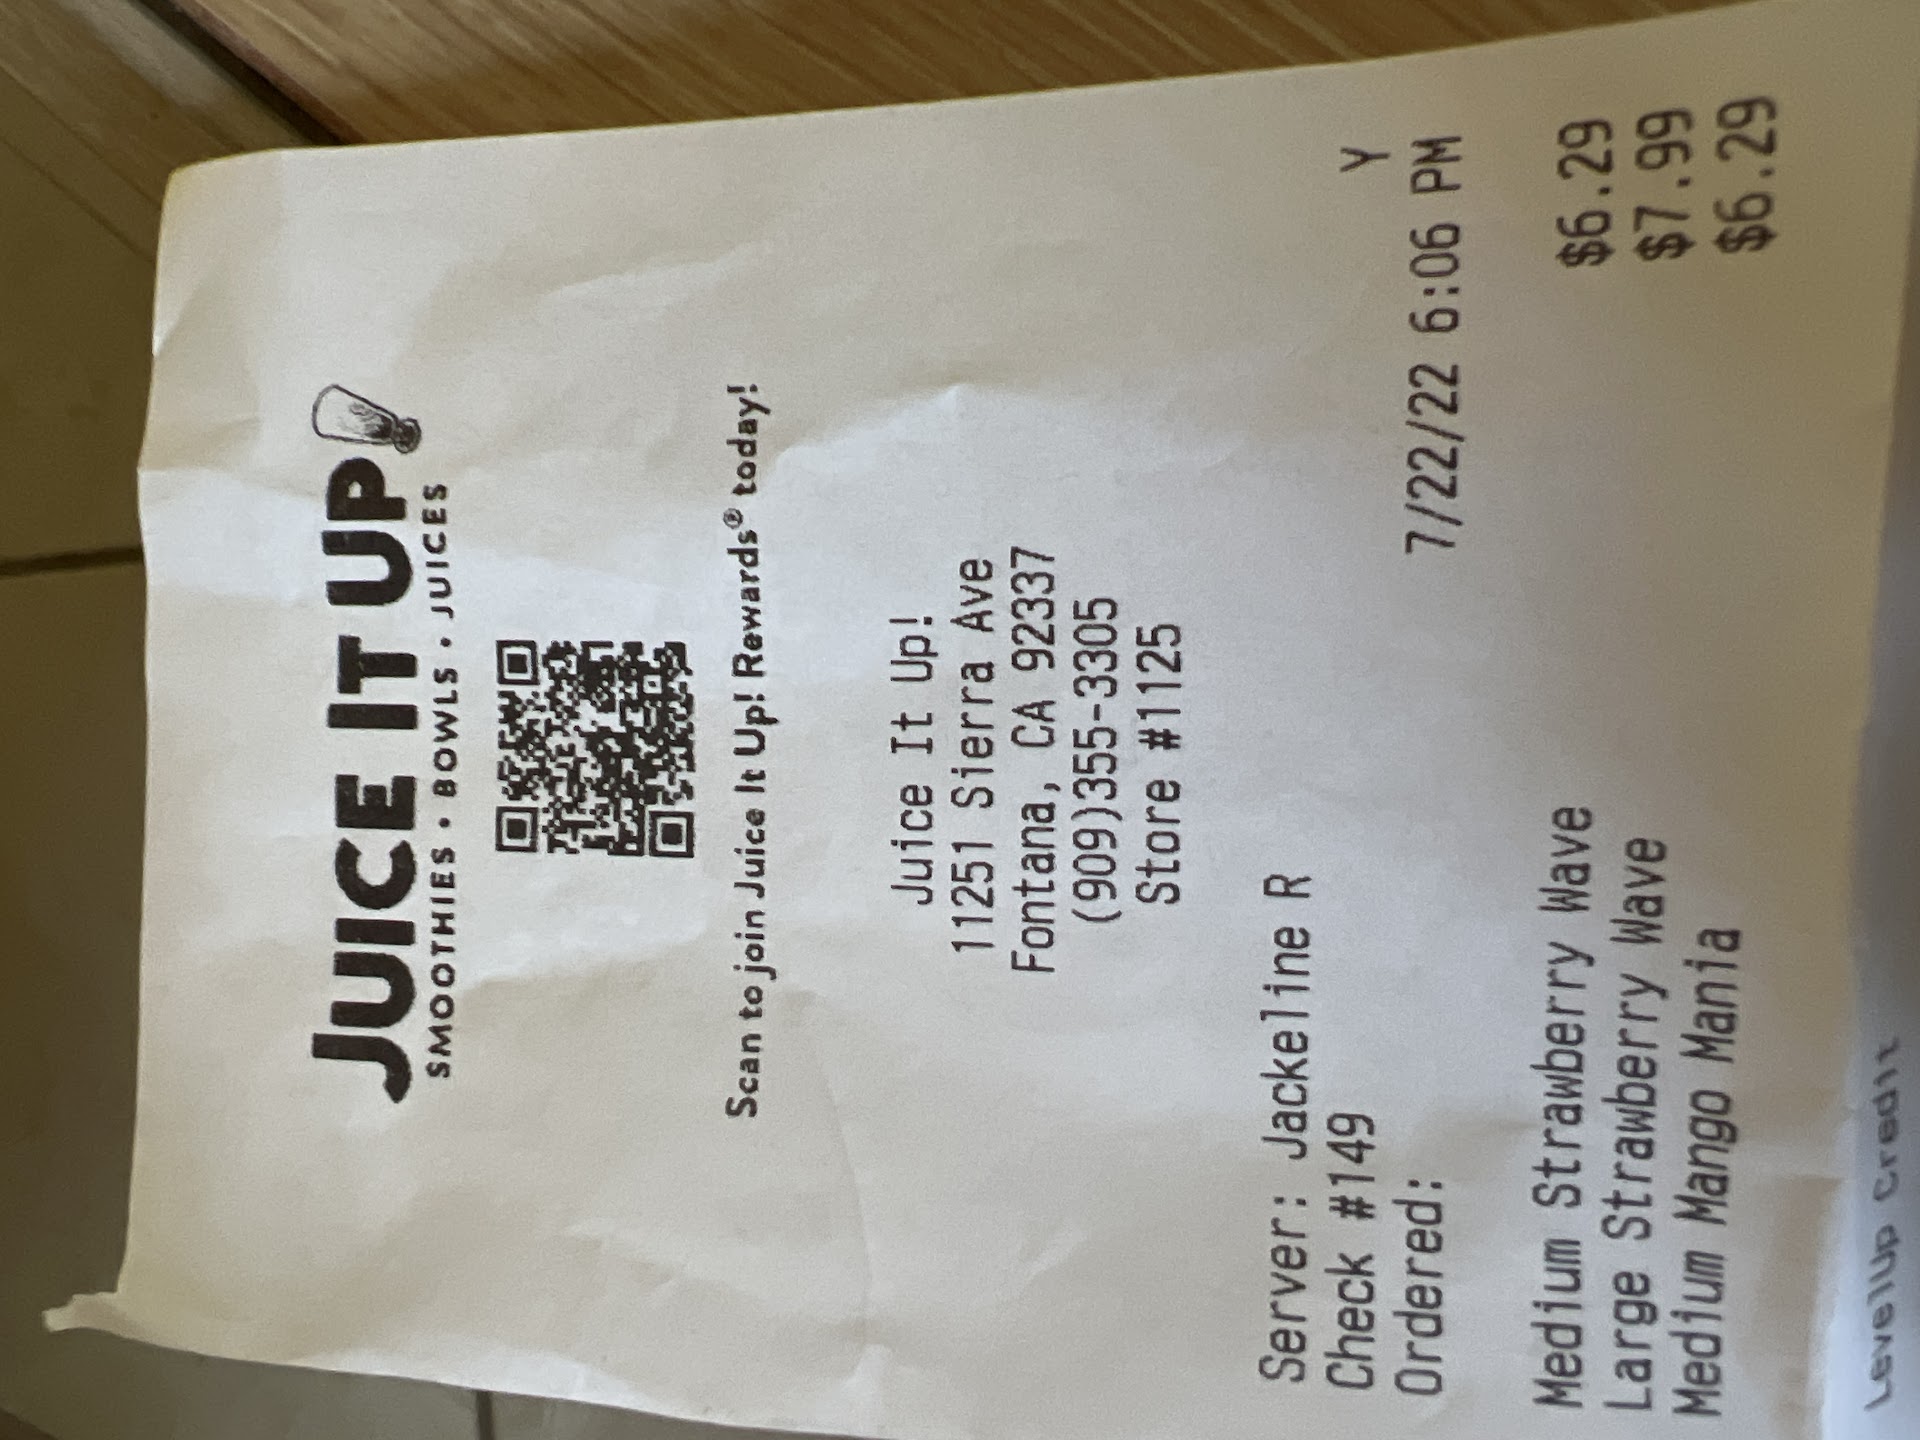 JUICE IT UP!
SMOOTHIES • BOWLS • JUICES
Scan to join Juice It Up! Rewards® today!
Juice It Up!
11251 Sierra Ave
Fontana, CA 92337
(909)355-3305
Store #1125
Server: Jackeline R
Check #149 Y
Ordered: 7/22/22 6:06 PM
Medium Strawberry Wave $6.29
Large Strawberry Wave $7.99
Medium Mango Mania $6.29
LevelUp Credit